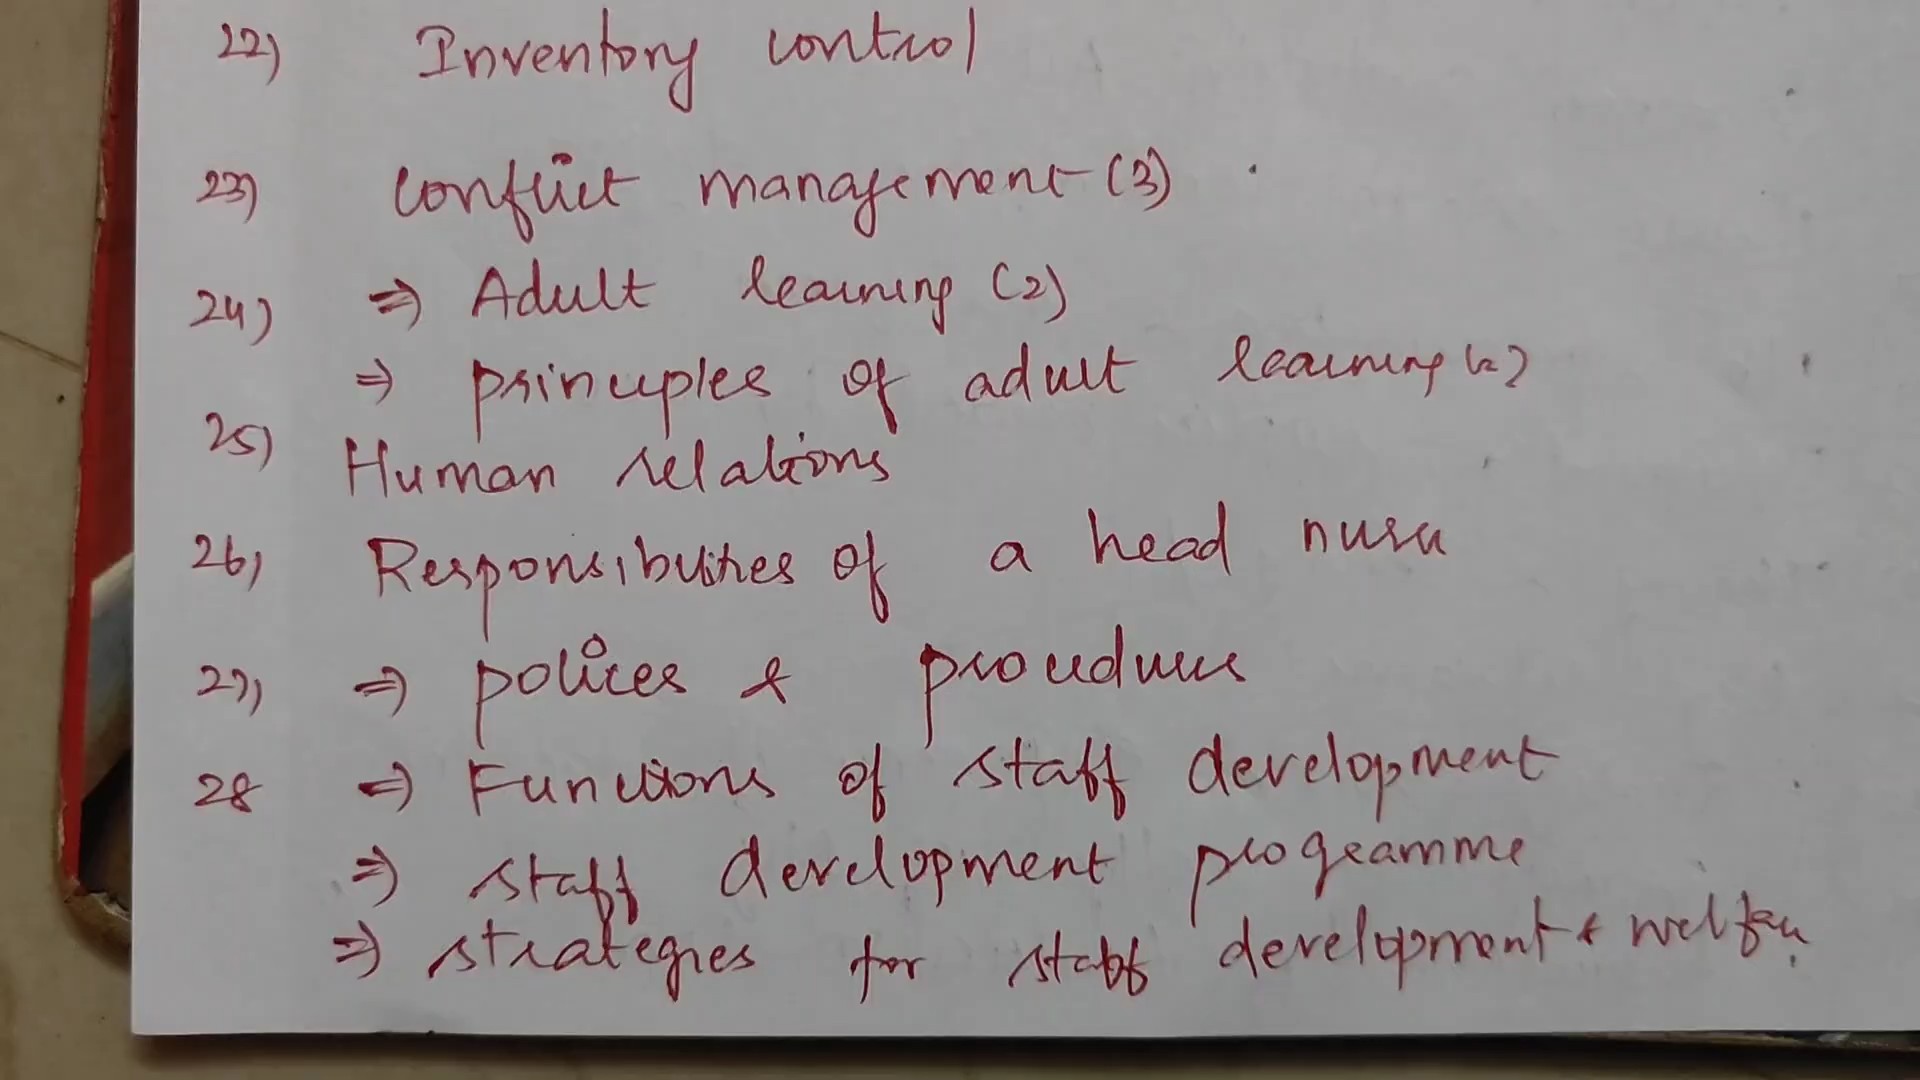 22) Inventory control
23) Conflict management (3)
24) ⇒ Adult learning (2)
⇒ principles of adult learning (2)
25) Human relations
26) Responsibilities of a head nurse
27) ⇒ polices & procedures
28 ⇒ Functions of staff development
⇒ staff development programme
⇒ strategies for staff development & welfare